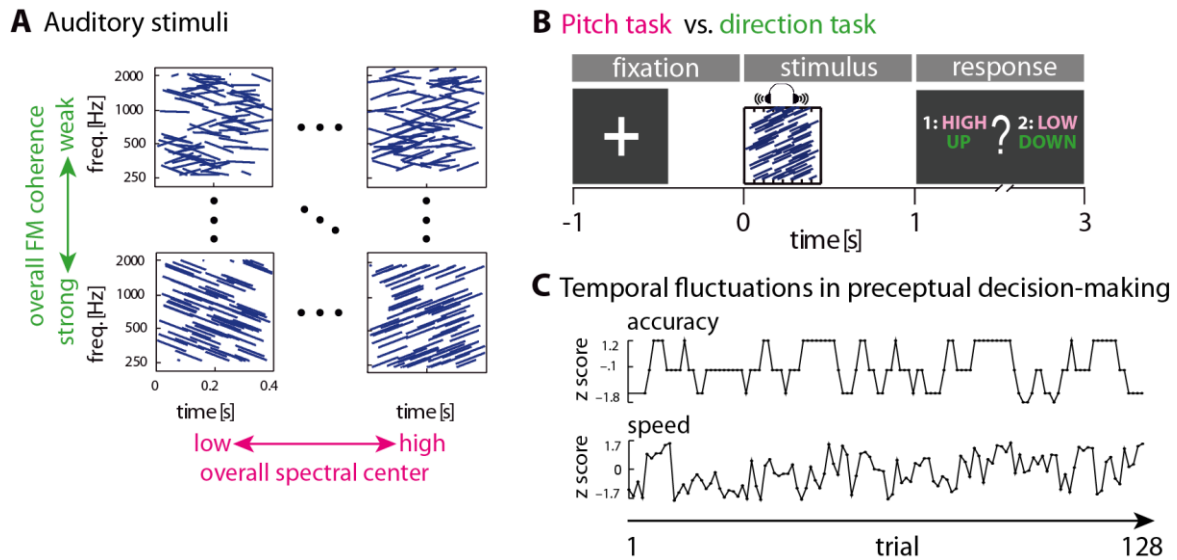 A Auditory stimuli
overall FM coherence
strong weak
freq. [Hz]
2000
1000
500
250
freq. [Hz]
2000
1000
500
250
0 0.2 0.4
time [s] time [s]
low high
overall spectral center
B Pitch task vs. direction task
fixation stimulus response
1: HIGH ? 2: LOW
UP DOWN
-1 0 1 3
time [s]
C Temporal fluctuations in preceptual decision-making
accuracy
z score
1.2
-.1
-1.8
speed
z score
1.7
0
-1.7
1 trial 128